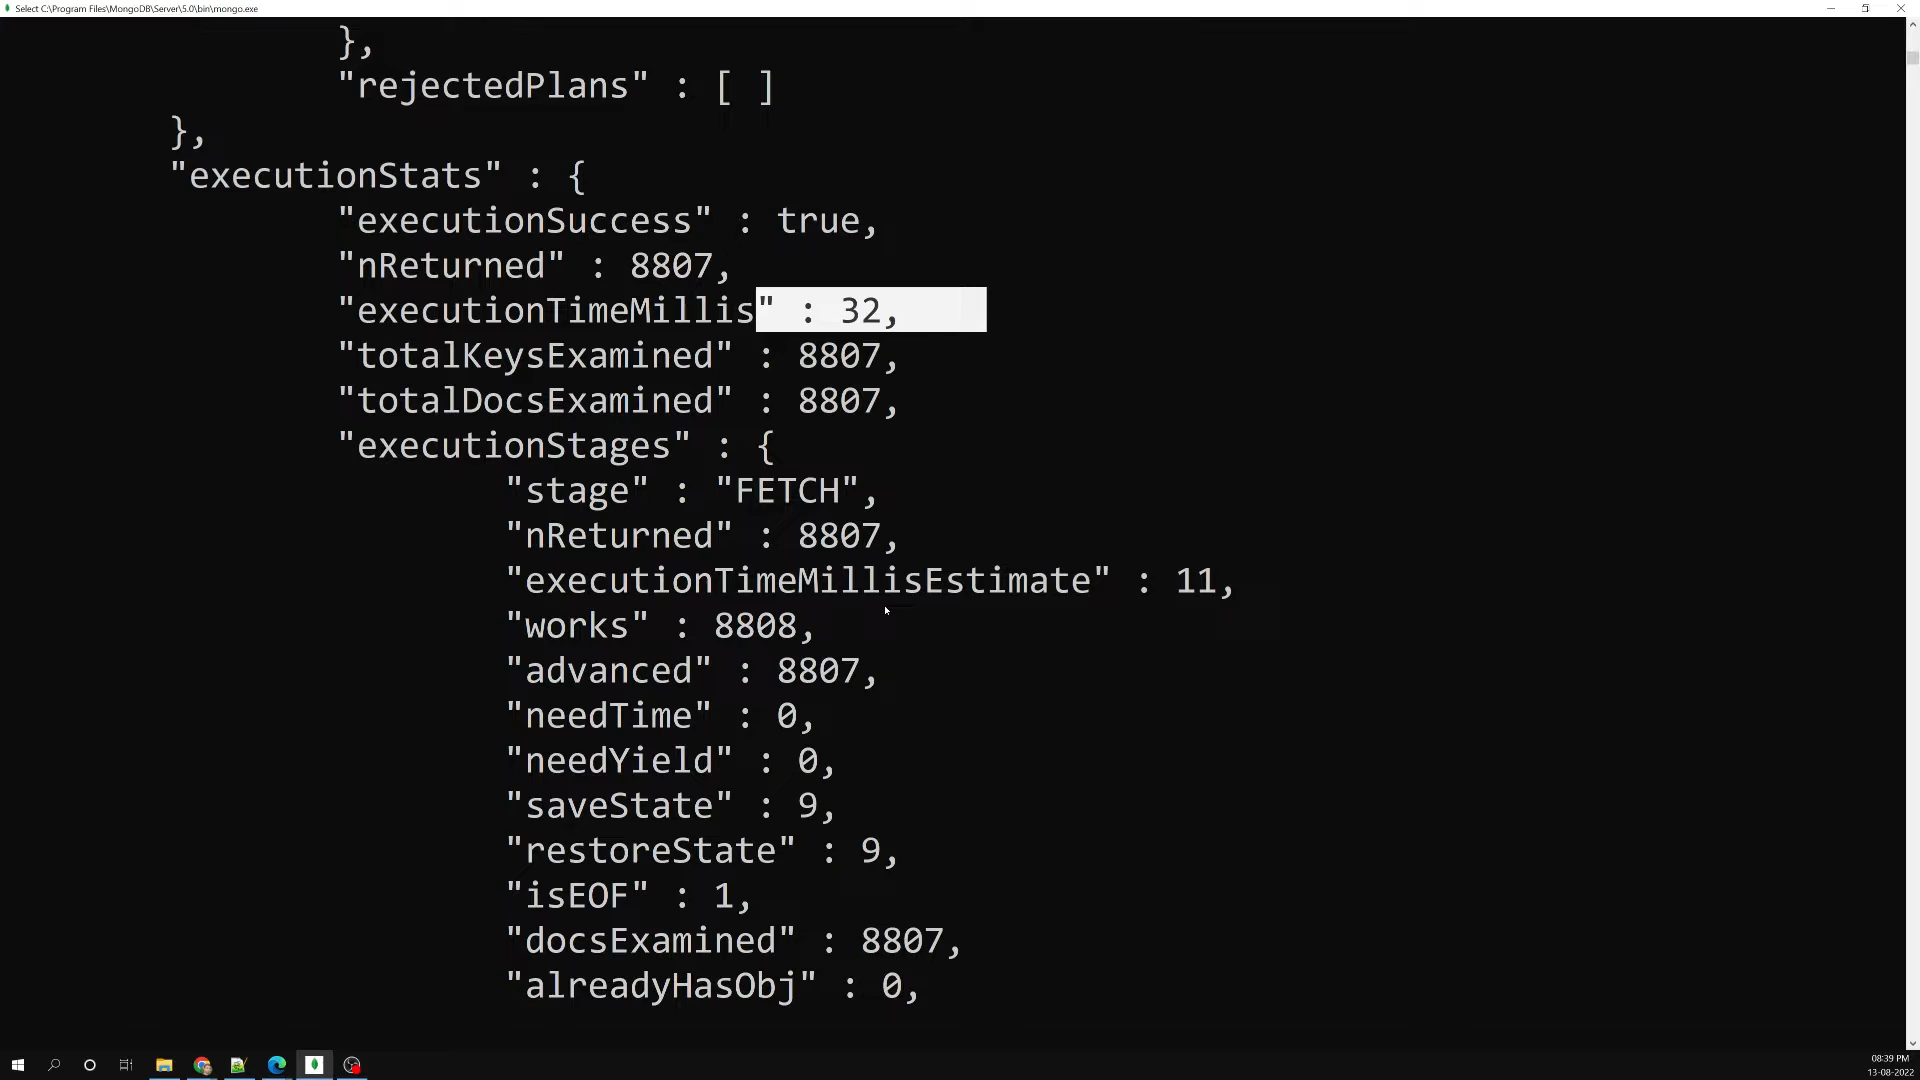 Select C:\Program Files\MongoDB\Server\5.0\bin\mongo.exe
},
"rejectedPlans" : [ ]
},
"executionStats" : {
"executionSuccess" : true,
"nReturned" : 8807,
"executionTimeMillis" : 32,
"totalKeysExamined" : 8807,
"totalDocsExamined" : 8807,
"executionStages" : {
"stage" : "FETCH",
"nReturned" : 8807,
"executionTimeMillisEstimate" : 11,
"works" : 8808,
"advanced" : 8807,
"needTime" : 0,
"needYield" : 0,
"saveState" : 9,
"restoreState" : 9,
"isEOF" : 1,
"docsExamined" : 8807,
"alreadyHasObj" : 0,
08:39 PM
13-08-2022